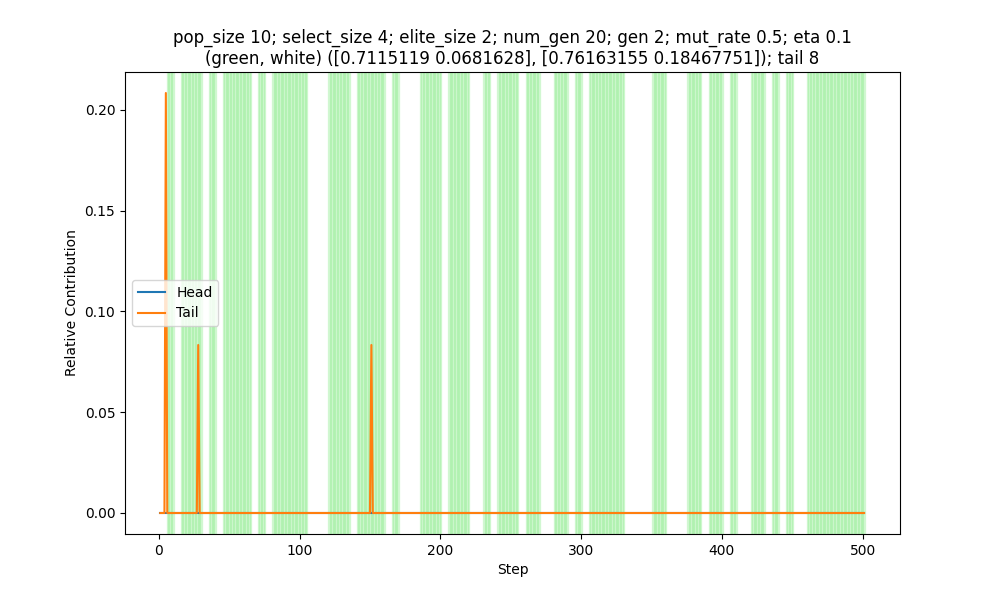 pop_size 10; select_size 4; elite_size 2; num_gen 20; gen 2; mut_rate 0.5; eta 0.1
(green, white) ([0.7115119 0.0681628], [0.76163155 0.18467751]); tail 8
0.20
0.15
0.10
0.05
0.00
Relative Contribution
Head
Tail
0
100
200
300
400
500
Step